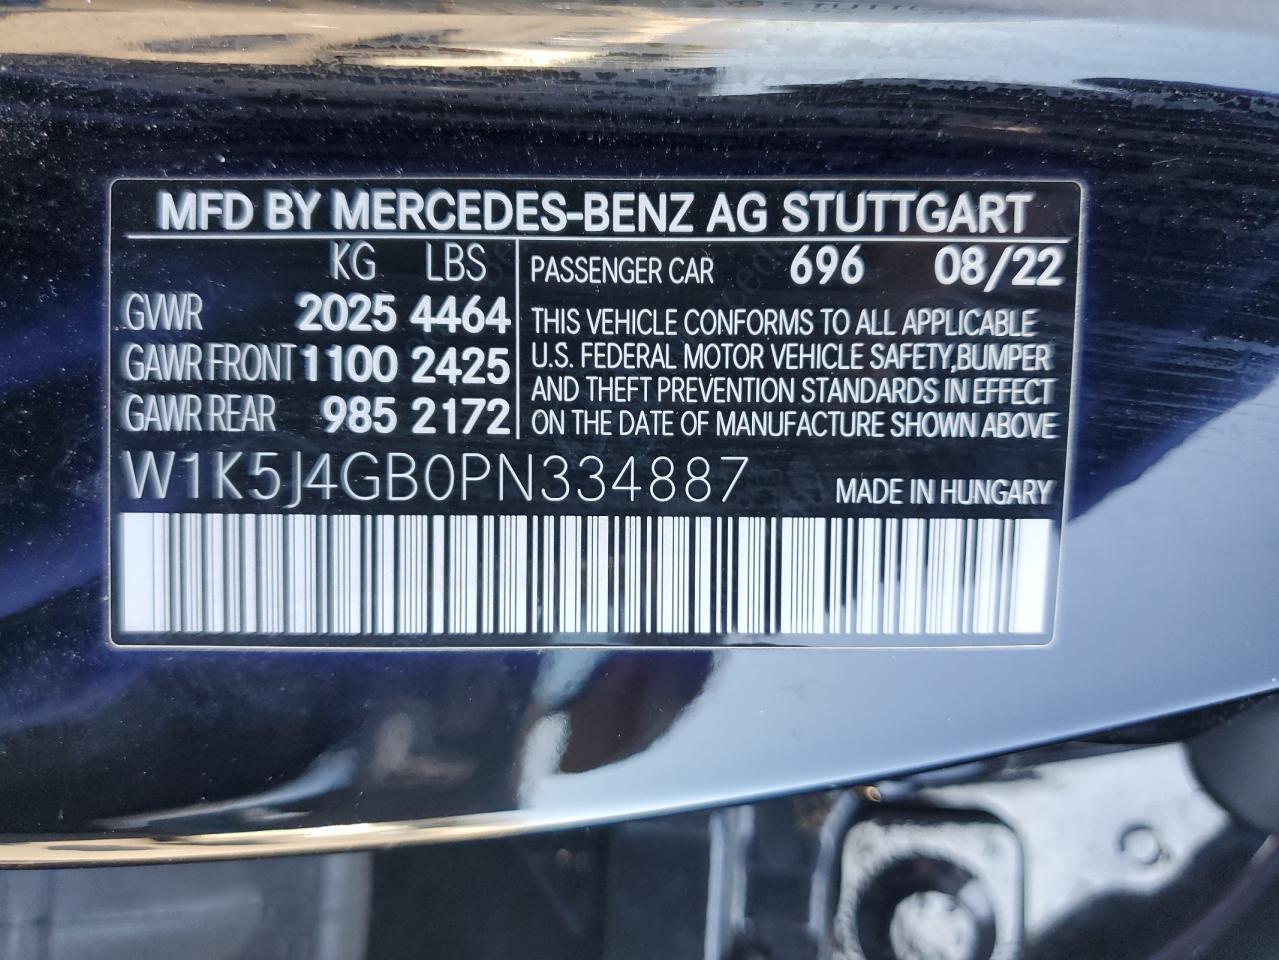 MFD BY MERCEDES-BENZ AG STUTTGART
KG LBS
GVWR 2025 4464
GAWR FRONT 1100 2425
GAWR REAR 985 2172
PASSENGER CAR 696 08/22
THIS VEHICLE CONFORMS TO ALL APPLICABLE
U.S. FEDERAL MOTOR VEHICLE SAFETY,BUMPER
AND THEFT PREVENTION STANDARDS IN EFFECT
ON THE DATE OF MANUFACTURE SHOWN ABOVE
W1K5J4GB0PN334887
MADE IN HUNGARY